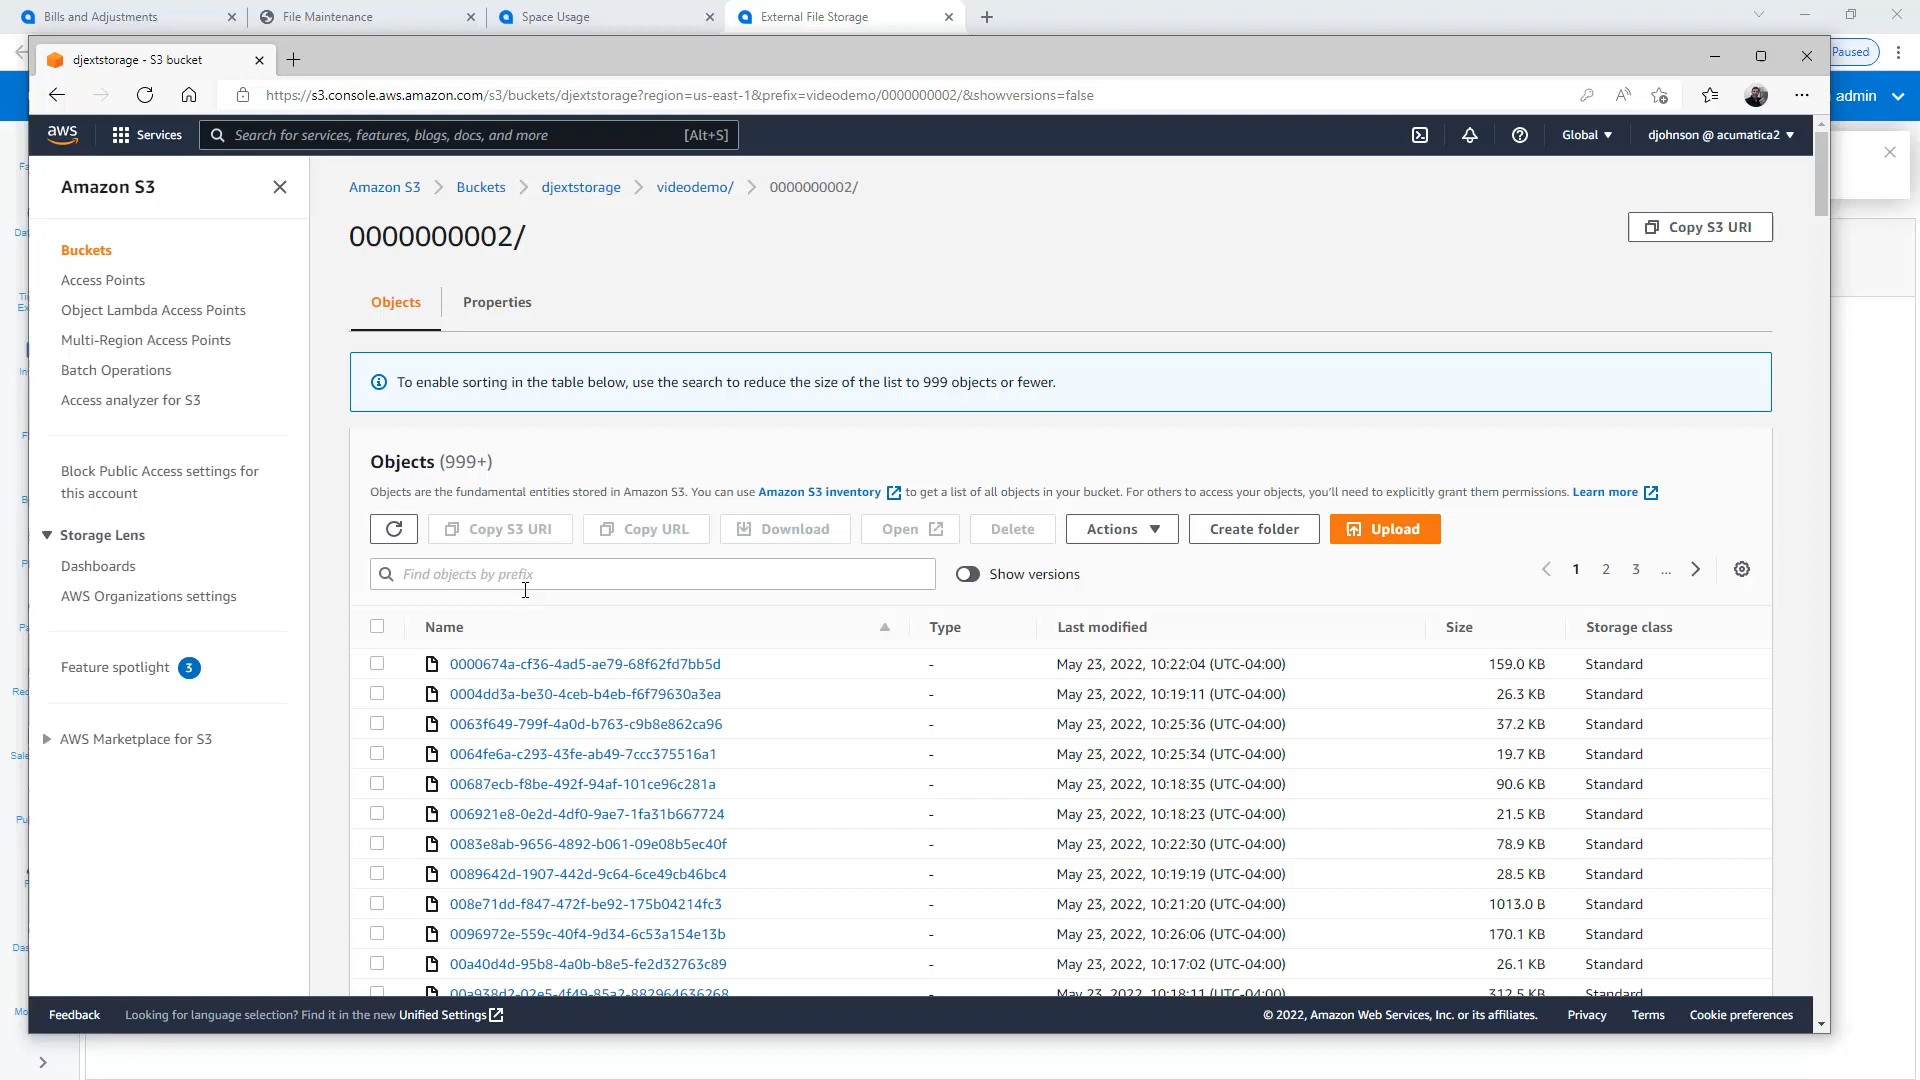 Bills and Adjustments
File Maintenance
Space Usage
External File Storage
djextstorage - S3 bucket
Paused
https://s3.console.aws.amazon.com/s3/buckets/djextstorage?region=us-east-1&prefix=videodemo/0000000002/&showversions=false
admin
aws
Services
Search for services, features, blogs, docs, and more
[Alt+S]
Global
djohnson @ acumatica2
Amazon S3
Buckets
Access Points
Object Lambda Access Points
Multi-Region Access Points
Batch Operations
Access analyzer for S3
Block Public Access settings for
this account
Storage Lens
Dashboards
AWS Organizations settings
Feature spotlight 3
AWS Marketplace for S3
Amazon S3 Buckets djextstorage videodemo/ 0000000002/
0000000002/
Copy S3 URI
Objects
Properties
To enable sorting in the table below, use the search to reduce the size of the list to 999 objects or fewer.
Objects (999+)
Objects are the fundamental entities stored in Amazon S3. You can use Amazon S3 inventory to get a list of all objects in your bucket. For others to access your objects, you'll need to explicitly grant them permissions. Learn more
Copy S3 URI Copy URL Download Open Delete Actions Create folder Upload
Find objects by prefix
Show versions
1 2 3 ...
Name Type Last modified Size Storage class
0000674a-cf36-4ad5-ae79-68f62fd7bb5d - May 23, 2022, 10:22:04 (UTC-04:00) 159.0 KB Standard
0004dd3a-be30-4ceb-b4eb-f6f79630a3ea - May 23, 2022, 10:19:11 (UTC-04:00) 26.3 KB Standard
0063f649-799f-4a0d-b763-c9b8e862ca96 - May 23, 2022, 10:25:36 (UTC-04:00) 37.2 KB Standard
0064fe6a-c293-43fe-ab49-7ccc375516a1 - May 23, 2022, 10:25:34 (UTC-04:00) 19.7 KB Standard
00687ecb-f8be-492f-94af-101ce96c281a - May 23, 2022, 10:18:35 (UTC-04:00) 90.6 KB Standard
006921e8-0e2d-4df0-9ae7-1fa31b667724 - May 23, 2022, 10:18:23 (UTC-04:00) 21.5 KB Standard
0083e8ab-9656-4892-b061-09e08b5ec40f - May 23, 2022, 10:22:30 (UTC-04:00) 78.9 KB Standard
0089642d-1907-442d-9c64-6ce49cb46bc4 - May 23, 2022, 10:19:19 (UTC-04:00) 28.5 KB Standard
008e71dd-f847-472f-be92-175b04214fc3 - May 23, 2022, 10:21:20 (UTC-04:00) 1013.0 B Standard
0096972e-559c-40f4-9d34-6c53a154e13b - May 23, 2022, 10:26:06 (UTC-04:00) 170.1 KB Standard
00a40d4d-95b8-4a0b-b8e5-fe2d32763c89 - May 23, 2022, 10:17:02 (UTC-04:00) 26.1 KB Standard
00a938d2-02e5-4f49-85a2-882964636268 May 23, 2022, 10:18:11 (UTC-04:00) 312.5 KB Standard
Feedback
Looking for language selection? Find it in the new Unified Settings
© 2022, Amazon Web Services, Inc. or its affiliates.
Privacy
Terms
Cookie preferences